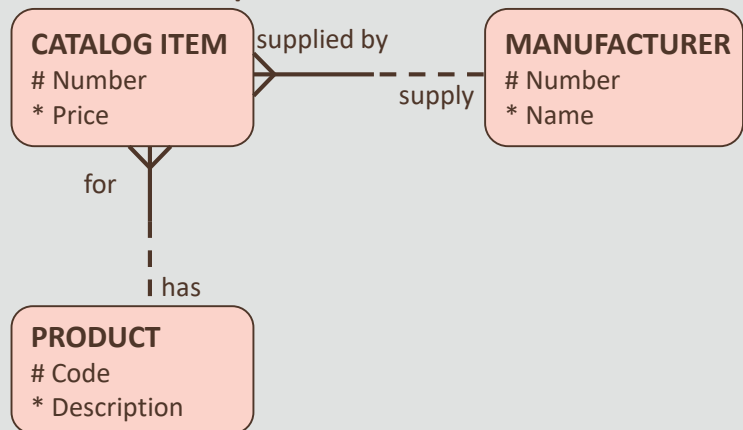 CATALOG ITEM
# Number
* Price
supplied by
supply
MANUFACTURER
# Number
* Name
for
has
PRODUCT
# Code
* Description